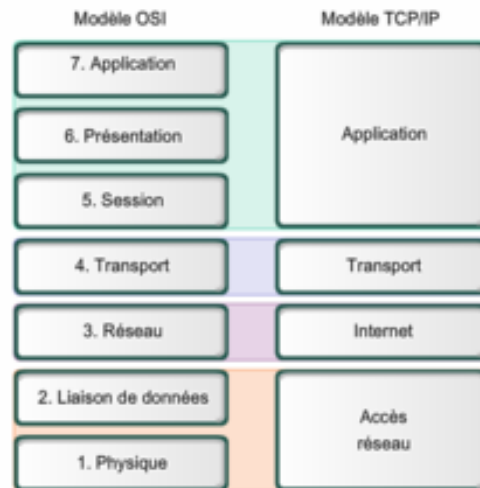 Modèle OSI
Modèle TCP/IP
7. Application
6. Présentation
5. Session
Application
4. Transport
Transport
3. Réseau
Internet
2. Liaison de données
1. Physique
Accès
réseau